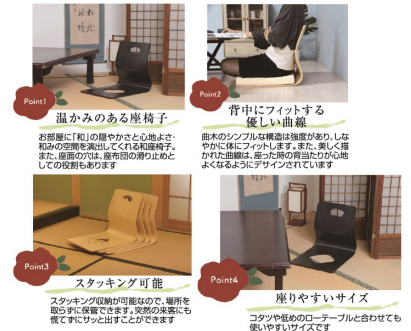 Point1
温かみのある座椅子
お部屋に「和」の穏やかさと心地よさ・
和みの空間を演出してくれる和座椅子。
また、座面の穴は、座布団の滑り止めと
しての役割もあります
Point2
背中にフィットする
優しい曲線
曲木のシンプルな構造は強度があり、しな
やかに体にフィットします。また、美しく描
かれた曲線は、座った時の背当たりが心地
よくなるようにデザインされています
Point3
スタッキング可能
スタッキング収納が可能なので、場所を
取らずに保管できます。突然の来客にも
慌てずにサッと出すことができます
Point4
座りやすいサイズ
コタツや低めのローテーブルと合わせても
使いやすいサイズです